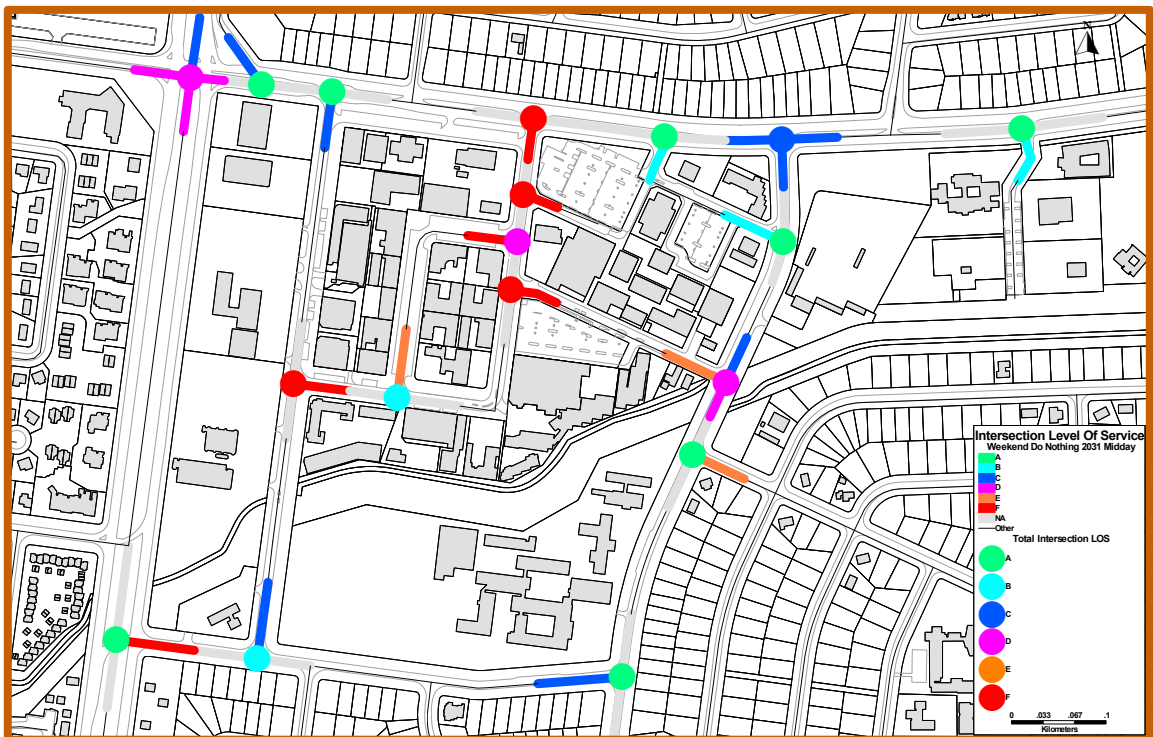 Intersection Level Of Service
Weekend Do Nothing 2031 Midday
A
B
C
D
E
F
NA
Other
Total Intersection LOS
A
B
C
D
E
F
0 .033 .067 .1
Kilometers